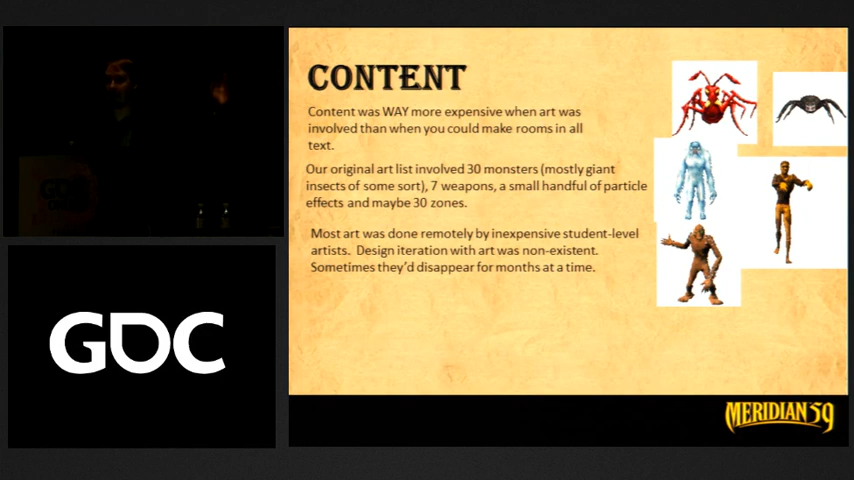 CONTENT
Content was WAY more expensive when art was
involved than when you could make rooms in all
text.
Our original art list involved 30 monsters (mostly giant
insects of some sort), 7 weapons, a small handful of particle
effects and maybe 30 zones.
Most art was done remotely by inexpensive student-level
artists. Design iteration with art was non-existent.
Sometimes they'd disappear for months at a time.
GDC
GDC
MERIDIAN 59